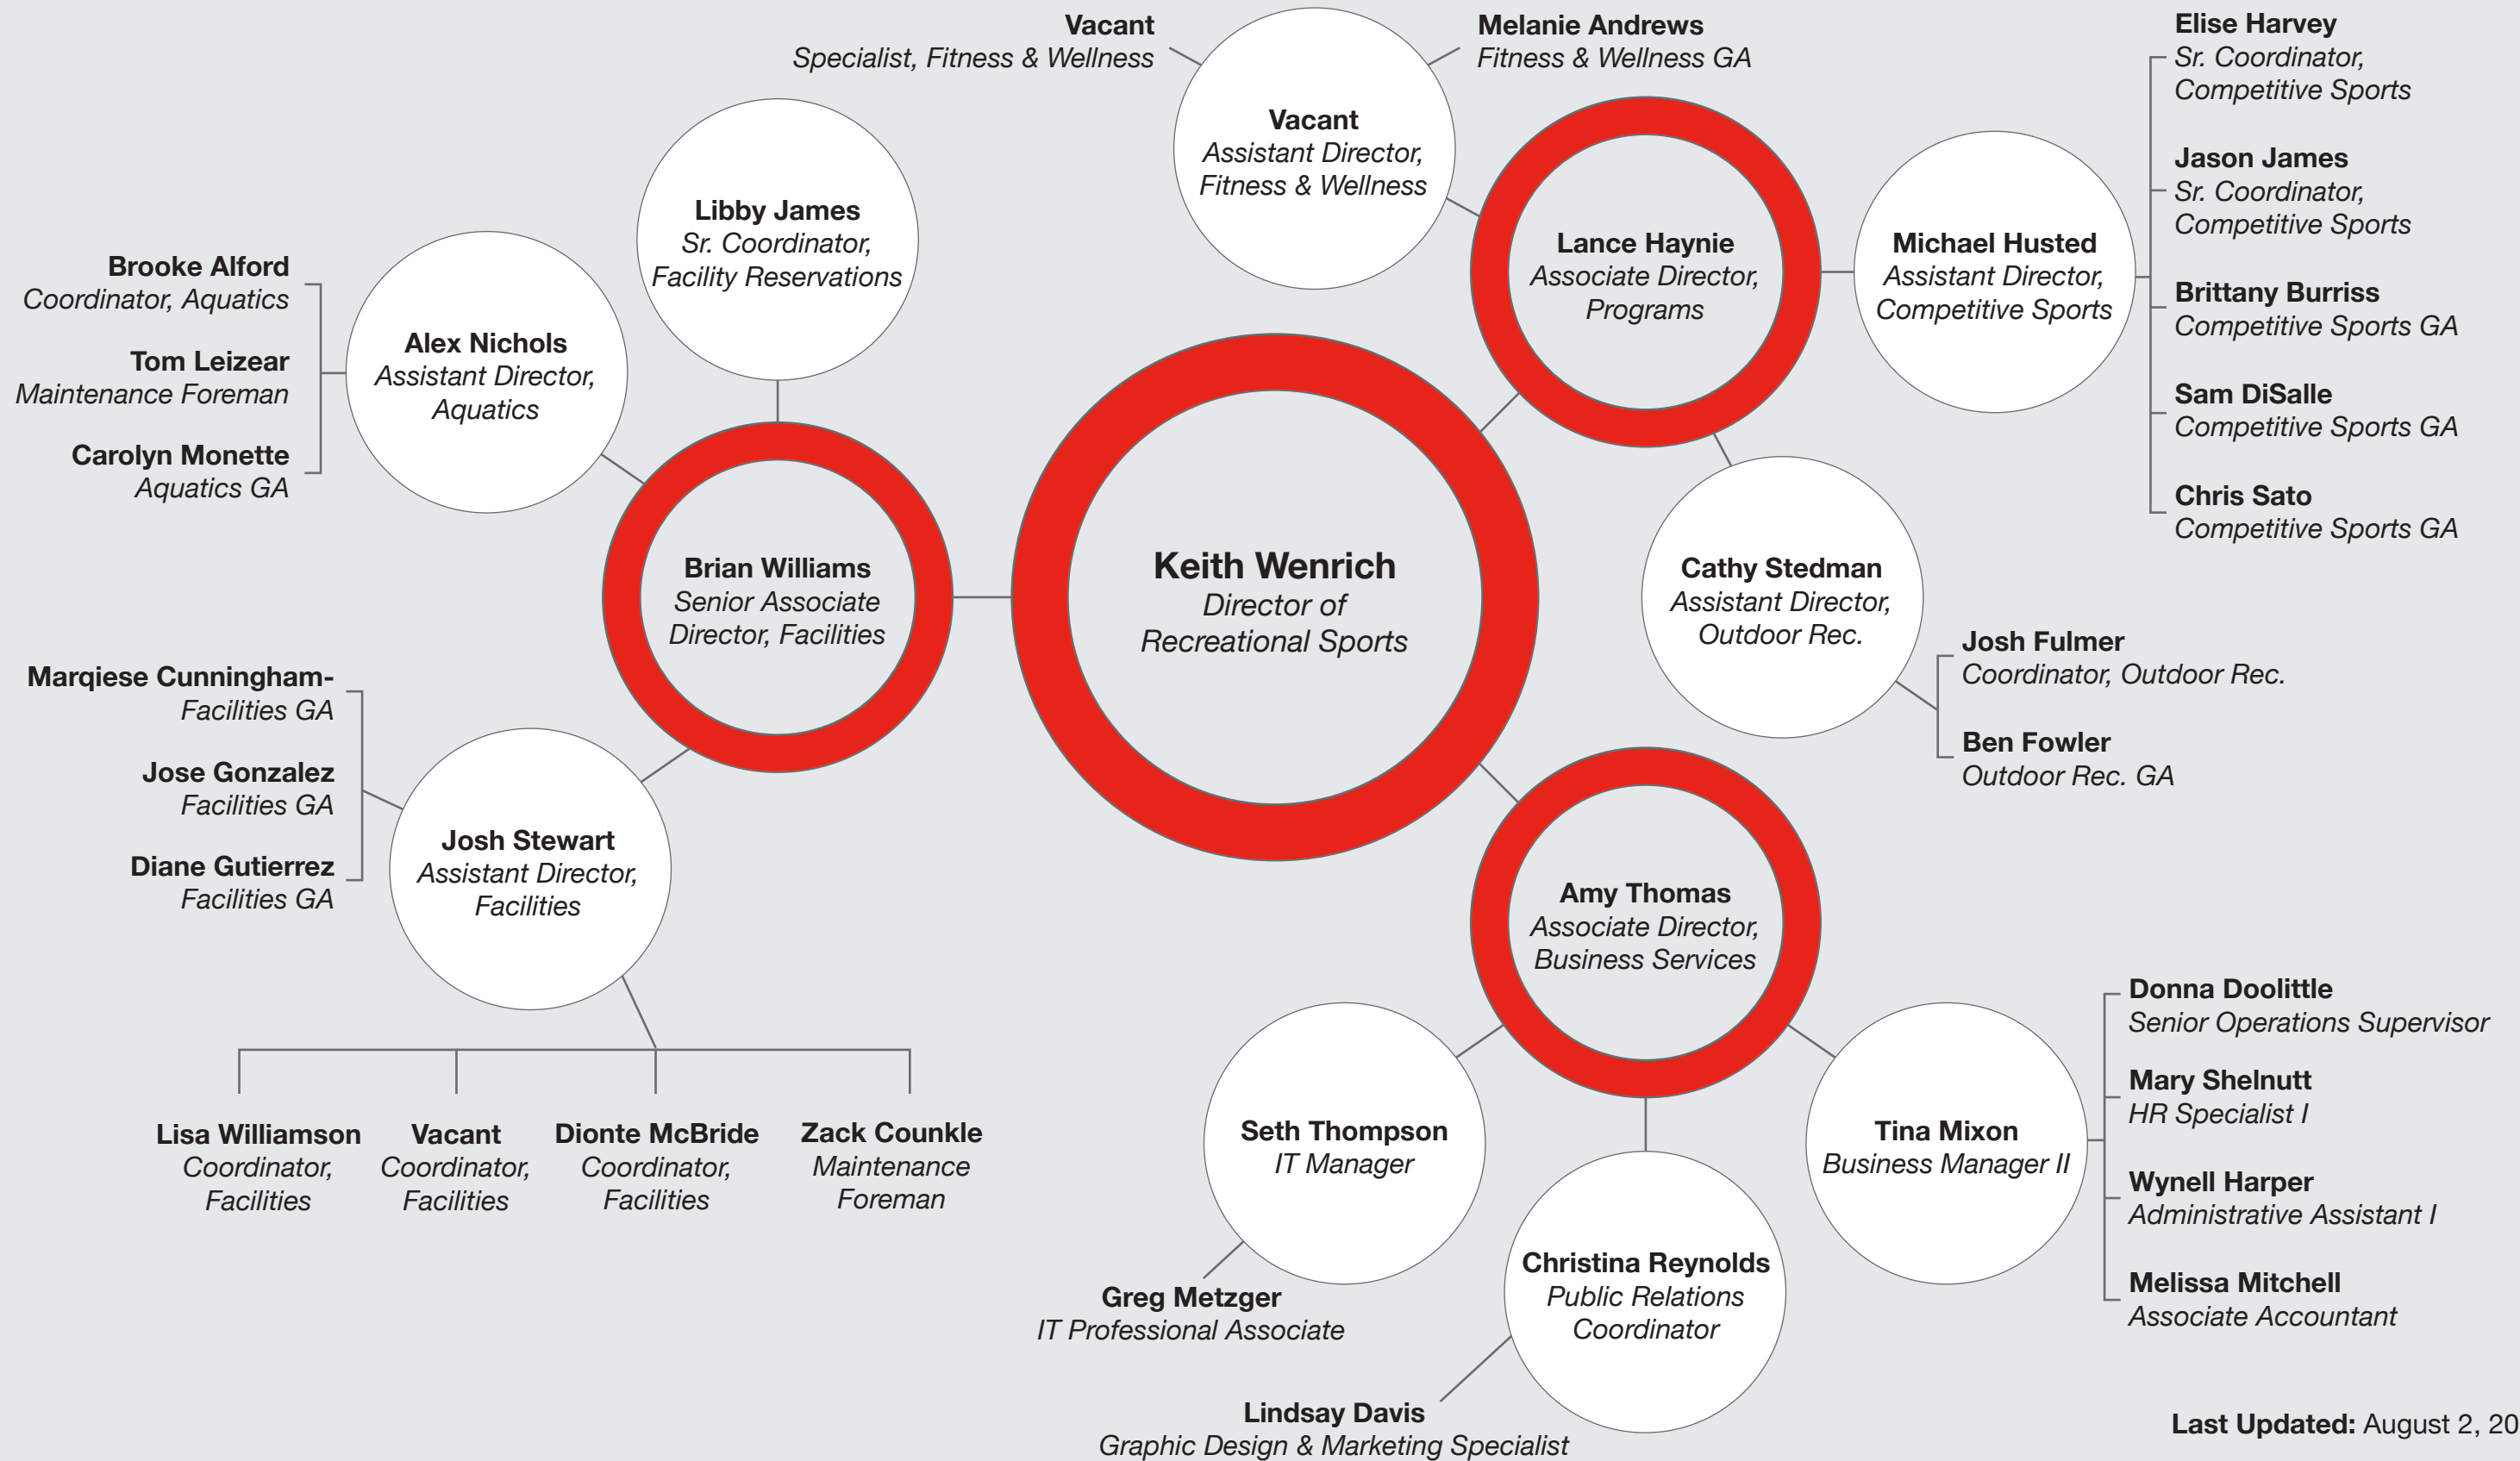 Vacant
Specialist, Fitness & Wellness
Melanie Andrews
Fitness & Wellness GA
Vacant
Assistant Director,
Fitness & Wellness
Elise Harvey
Sr. Coordinator,
Competitive Sports
Jason James
Sr. Coordinator,
Competitive Sports
Brittany Burriss
Competitive Sports GA
Sam DiSalle
Competitive Sports GA
Chris Sato
Competitive Sports GA
Lance Haynie
Associate Director,
Programs
Michael Husted
Assistant Director,
Competitive Sports
Libby James
Sr. Coordinator,
Facility Reservations
Brooke Alford
Coordinator, Aquatics
Tom Leizear
Maintenance Foreman
Carolyn Monette
Aquatics GA
Alex Nichols
Assistant Director,
Aquatics
Brian Williams
Senior Associate
Director, Facilities
Keith Wenrich
Director of
Recreational Sports
Cathy Stedman
Assistant Director,
Outdoor Rec.
Josh Fulmer
Coordinator, Outdoor Rec.
Ben Fowler
Outdoor Rec. GA
Marqiese Cunningham-
Facilities GA
Jose Gonzalez
Facilities GA
Diane Gutierrez
Facilities GA
Josh Stewart
Assistant Director,
Facilities
Lisa Williamson
Coordinator,
Facilities
Vacant
Coordinator,
Facilities
Dionte McBride
Coordinator,
Facilities
Zack Counkle
Maintenance
Foreman
Amy Thomas
Associate Director,
Business Services
Seth Thompson
IT Manager
Greg Metzger
IT Professional Associate
Christina Reynolds
Public Relations
Coordinator
Lindsay Davis
Graphic Design & Marketing Specialist
Tina Mixon
Business Manager II
Donna Doolittle
Senior Operations Supervisor
Mary Shelnutt
HR Specialist I
Wynell Harper
Administrative Assistant I
Melissa Mitchell
Associate Accountant
Last Updated: August 2, 20